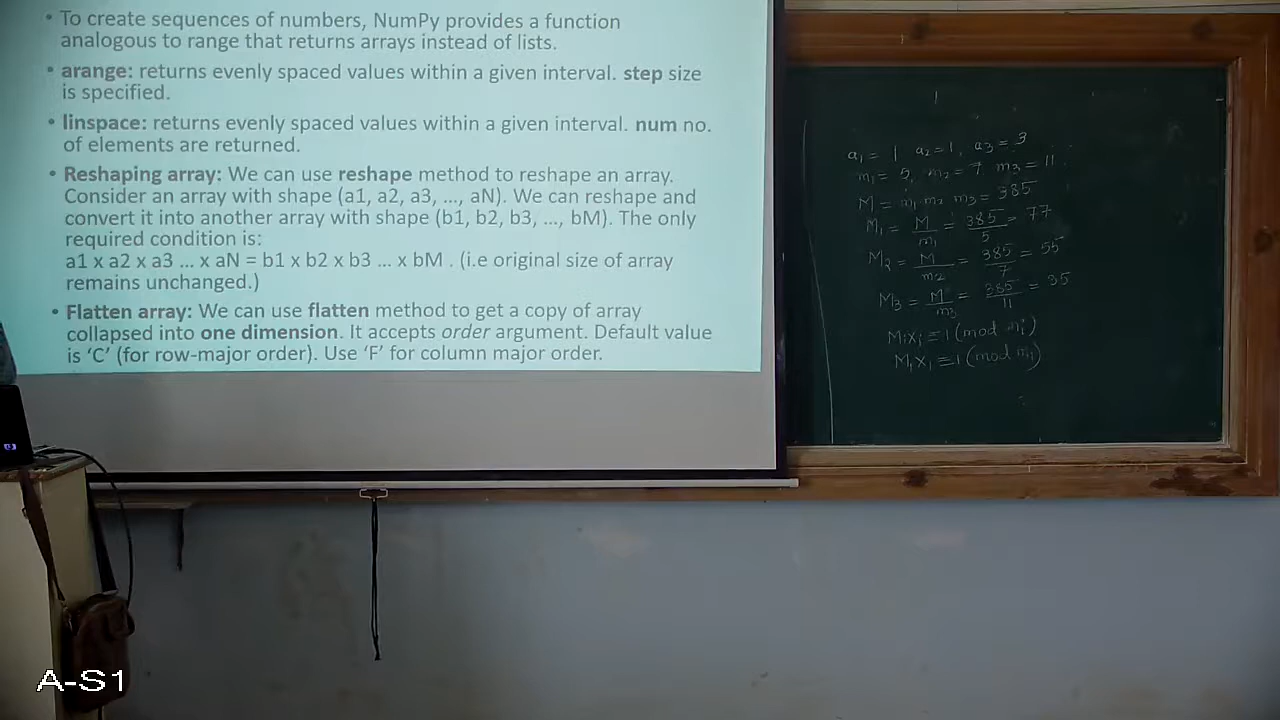 • To create sequences of numbers, NumPy provides a function
analogous to range that returns arrays instead of lists.
• arange: returns evenly spaced values within a given interval. step size
is specified.
• linspace: returns evenly spaced values within a given interval. num no.
of elements are returned.
• Reshaping array: We can use reshape method to reshape an array.
Consider an array with shape (a1, a2, a3, ..., aN). We can reshape and
convert it into another array with shape (b1, b2, b3, ..., bM). The only
required condition is:
a1 x a2 x a3 ... x aN = b1 x b2 x b3 ... x bM . (i.e original size of array
remains unchanged.)
• Flatten array: We can use flatten method to get a copy of array
collapsed into one dimension. It accepts order argument. Default value
is ‘C’ (for row-major order). Use ‘F’ for column major order.
a₁ = 1 a₂ = 1, a₃ = 3
m₁ = 5, m₂ = 7 m₃ = 11
M = m₁ m₂ m₃ = 385
M₁ = M/m₁ = 385/5 = 77
M₂ = M/m₂ = 385/7 = 55
M₃ = M/m₃ = 385/11 = 35
Mᵢxᵢ ≡ 1 (mod mᵢ)
M₁x₁ ≡ 1 (mod m₁)
A-S1